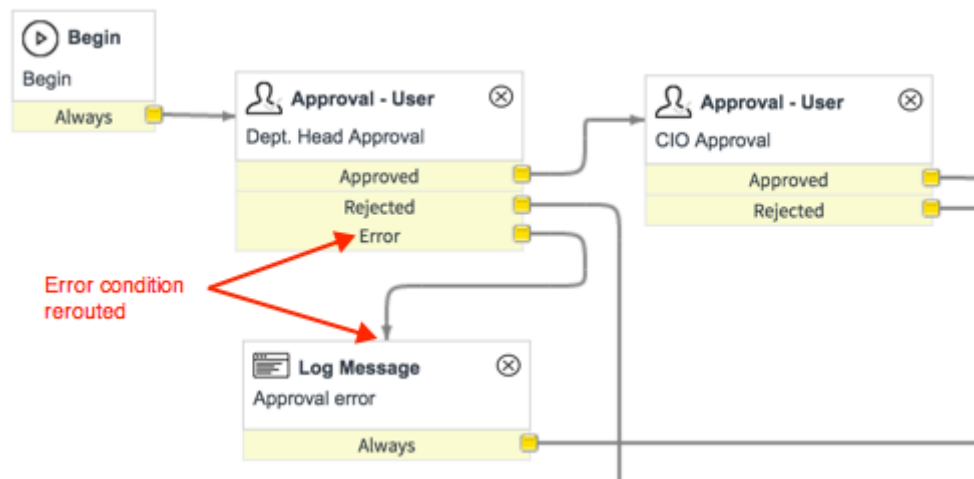 Begin
Begin
Always
Approval - User
Dept. Head Approval
Approved
Rejected
Error
Approval - User
CIO Approval
Approved
Rejected
Error condition
rerouted
Log Message
Approval error
Always